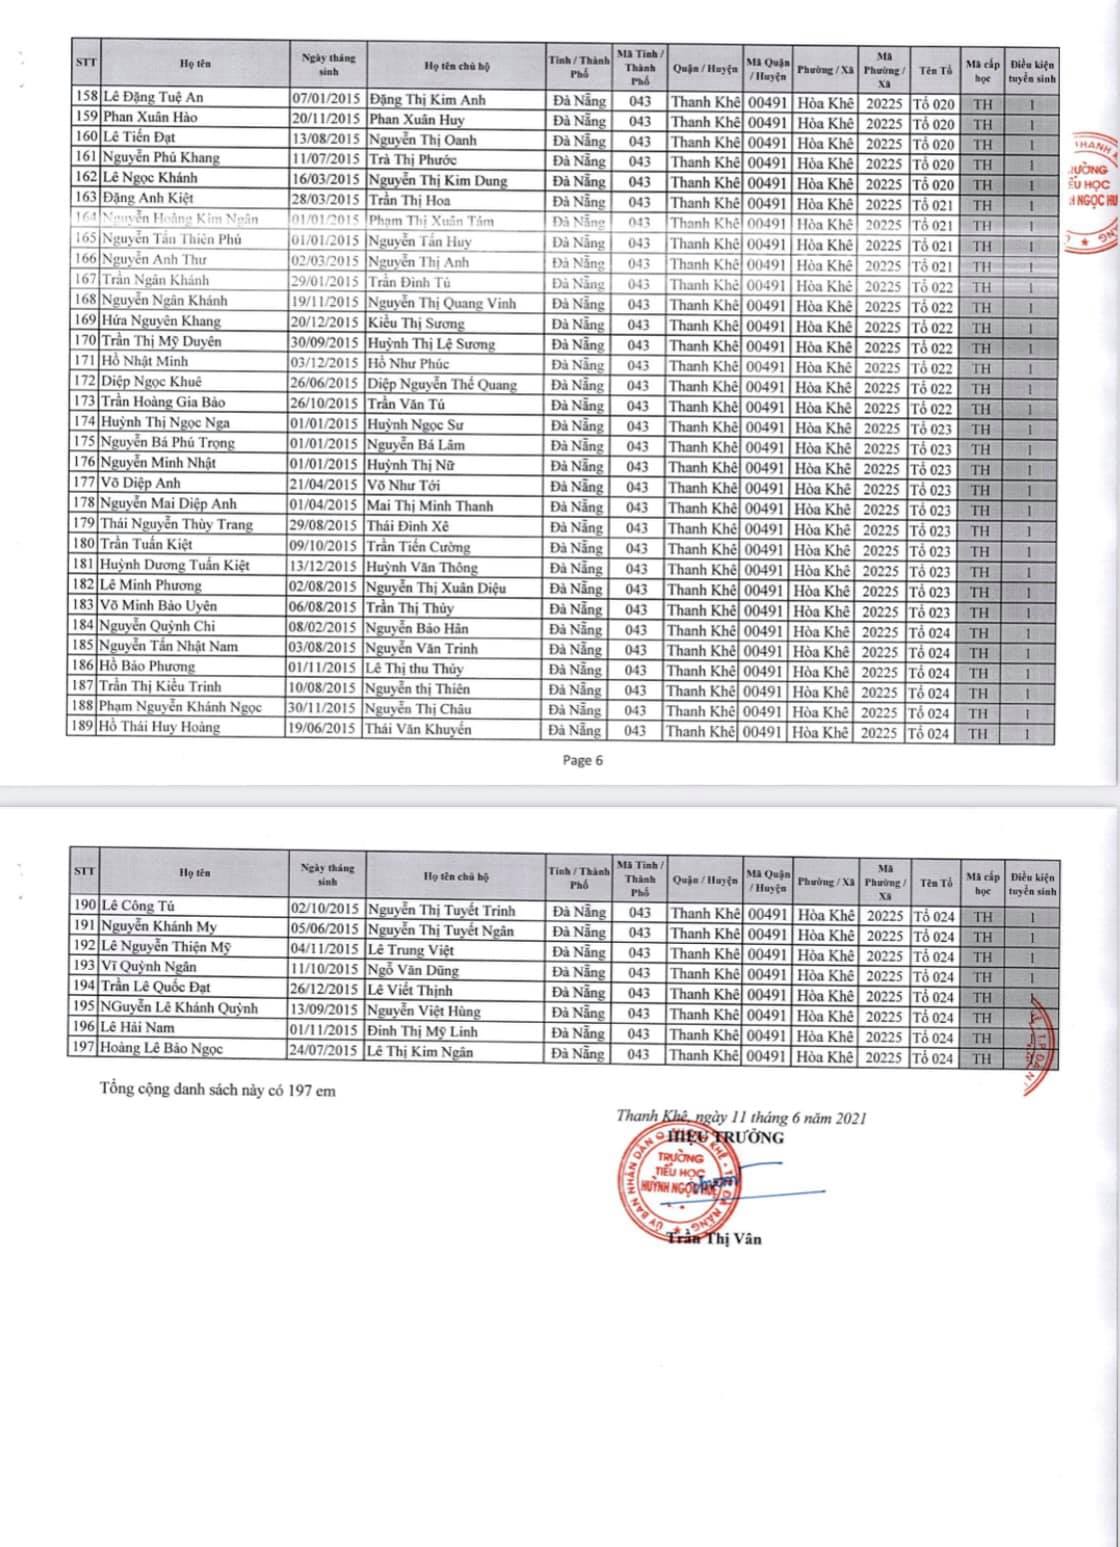 STT Họ tên Ngày tháng sinh Họ tên chủ hộ Tỉnh / Thành Phố Mã Tỉnh / Thành Phố Quận / Huyện Mã Quận / Huyện Phường / Xã Mã Phường / Xã Tên Tổ Mã cấp học Điều kiện tuyển sinh
158 Lê Đặng Tuệ An 07/01/2015 Đặng Thị Kim Anh Đà Nẵng 043 Thanh Khê 00491 Hòa Khê 20225 Tổ 020 TH 1
159 Phan Xuân Hào 20/11/2015 Phan Xuân Huy Đà Nẵng 043 Thanh Khê 00491 Hòa Khê 20225 Tổ 020 TH 1
160 Lê Tiến Đạt 13/08/2015 Nguyễn Thị Oanh Đà Nẵng 043 Thanh Khê 00491 Hòa Khê 20225 Tổ 020 TH 1
161 Nguyễn Phú Khang 11/07/2015 Trà Thị Phước Đà Nẵng 043 Thanh Khê 00491 Hòa Khê 20225 Tổ 020 TH 1
162 Lê Ngọc Khánh 16/03/2015 Nguyễn Thị Kim Dung Đà Nẵng 043 Thanh Khê 00491 Hòa Khê 20225 Tổ 020 TH 1
163 Đặng Anh Kiệt 28/03/2015 Trần Thị Hoa Đà Nẵng 043 Thanh Khê 00491 Hòa Khê 20225 Tổ 021 TH 1
164 Nguyễn Hoàng Kim Ngân 01/01/2015 Phạm Thị Xuân Tâm Đà Nẵng 043 Thanh Khê 00491 Hòa Khê 20225 Tổ 021 TH 1
165 Nguyễn Tấn Thiên Phú 01/01/2015 Nguyễn Tấn Huy Đà Nẵng 043 Thanh Khê 00491 Hòa Khê 20225 Tổ 021 TH 1
166 Nguyễn Anh Thư 02/03/2015 Nguyễn Thị Anh Đà Nẵng 043 Thanh Khê 00491 Hòa Khê 20225 Tổ 021 TH 1
167 Trần Ngân Khánh 29/01/2015 Trần Đình Tú Đà Nẵng 043 Thanh Khê 00491 Hòa Khê 20225 Tổ 022 TH 1
168 Nguyễn Ngân Khánh 19/11/2015 Nguyễn Thị Quang Vinh Đà Nẵng 043 Thanh Khê 00491 Hòa Khê 20225 Tổ 022 TH 1
169 Hứa Nguyên Khang 20/12/2015 Kiều Thị Sương Đà Nẵng 043 Thanh Khê 00491 Hòa Khê 20225 Tổ 022 TH 1
170 Trần Thị Mỹ Duyên 30/09/2015 Huỳnh Thị Lệ Sương Đà Nẵng 043 Thanh Khê 00491 Hòa Khê 20225 Tổ 022 TH 1
171 Hồ Nhật Minh 03/12/2015 Hồ Như Phúc Đà Nẵng 043 Thanh Khê 00491 Hòa Khê 20225 Tổ 022 TH 1
172 Diệp Ngọc Khuê 26/06/2015 Diệp Nguyễn Thế Quang Đà Nẵng 043 Thanh Khê 00491 Hòa Khê 20225 Tổ 022 TH 1
173 Trần Hoàng Gia Bảo 26/10/2015 Trần Văn Tú Đà Nẵng 043 Thanh Khê 00491 Hòa Khê 20225 Tổ 022 TH 1
174 Huỳnh Thị Ngọc Nga 01/01/2015 Huỳnh Ngọc Sư Đà Nẵng 043 Thanh Khê 00491 Hòa Khê 20225 Tổ 023 TH 1
175 Nguyễn Bá Phú Trọng 01/01/2015 Nguyễn Bá Lâm Đà Nẵng 043 Thanh Khê 00491 Hòa Khê 20225 Tổ 023 TH 1
176 Nguyễn Minh Nhật 01/01/2015 Huỳnh Thị Nữ Đà Nẵng 043 Thanh Khê 00491 Hòa Khê 20225 Tổ 023 TH 1
177 Võ Diệp Anh 21/04/2015 Võ Như Tới Đà Nẵng 043 Thanh Khê 00491 Hòa Khê 20225 Tổ 023 TH 1
178 Nguyễn Mai Diệp Anh 01/04/2015 Mai Thị Minh Thanh Đà Nẵng 043 Thanh Khê 00491 Hòa Khê 20225 Tổ 023 TH 1
179 Thái Nguyễn Thùy Trang 29/08/2015 Thái Đình Xê Đà Nẵng 043 Thanh Khê 00491 Hòa Khê 20225 Tổ 023 TH 1
180 Trần Tuấn Kiệt 09/10/2015 Trần Tiến Cường Đà Nẵng 043 Thanh Khê 00491 Hòa Khê 20225 Tổ 023 TH 1
181 Huỳnh Dương Tuấn Kiệt 13/12/2015 Huỳnh Văn Thông Đà Nẵng 043 Thanh Khê 00491 Hòa Khê 20225 Tổ 023 TH 1
182 Lê Minh Phương 02/08/2015 Nguyễn Thị Xuân Diệu Đà Nẵng 043 Thanh Khê 00491 Hòa Khê 20225 Tổ 023 TH 1
183 Võ Minh Bảo Uyên 06/08/2015 Trần Thị Thủy Đà Nẵng 043 Thanh Khê 00491 Hòa Khê 20225 Tổ 023 TH 1
184 Nguyễn Quỳnh Chi 08/02/2015 Nguyễn Bảo Hân Đà Nẵng 043 Thanh Khê 00491 Hòa Khê 20225 Tổ 024 TH 1
185 Nguyễn Tấn Nhật Nam 03/08/2015 Nguyễn Văn Trinh Đà Nẵng 043 Thanh Khê 00491 Hòa Khê 20225 Tổ 024 TH 1
186 Hồ Bảo Phương 01/11/2015 Lê Thị thu Thủy Đà Nẵng 043 Thanh Khê 00491 Hòa Khê 20225 Tổ 024 TH 1
187 Trần Thị Kiều Trinh 10/08/2015 Nguyễn thị Thiên Đà Nẵng 043 Thanh Khê 00491 Hòa Khê 20225 Tổ 024 TH 1
188 Phạm Nguyễn Khánh Ngọc 30/11/2015 Nguyễn Thị Châu Đà Nẵng 043 Thanh Khê 00491 Hòa Khê 20225 Tổ 024 TH 1
189 Hồ Thái Huy Hoàng 19/06/2015 Thái Văn Khuyến Đà Nẵng 043 Thanh Khê 00491 Hòa Khê 20225 Tổ 024 TH 1
Page 6
STT Họ tên Ngày tháng sinh Họ tên chủ hộ Tỉnh / Thành Phố Mã Tỉnh / Thành Phố Quận / Huyện Mã Quận / Huyện Phường / Xã Mã Phường / Xã Tên Tổ Mã cấp học Điều kiện tuyển sinh
190 Lê Công Tú 02/10/2015 Nguyễn Thị Tuyết Trinh Đà Nẵng 043 Thanh Khê 00491 Hòa Khê 20225 Tổ 024 TH 1
191 Nguyễn Khánh My 05/06/2015 Nguyễn Thị Tuyết Ngân Đà Nẵng 043 Thanh Khê 00491 Hòa Khê 20225 Tổ 024 TH 1
192 Lê Nguyễn Thiện Mỹ 04/11/2015 Lê Trung Việt Đà Nẵng 043 Thanh Khê 00491 Hòa Khê 20225 Tổ 024 TH 1
193 Vĩ Quỳnh Ngân 11/10/2015 Ngô Văn Dũng Đà Nẵng 043 Thanh Khê 00491 Hòa Khê 20225 Tổ 024 TH 1
194 Trần Lê Quốc Đạt 26/12/2015 Lê Viết Thịnh Đà Nẵng 043 Thanh Khê 00491 Hòa Khê 20225 Tổ 024 TH
195 NGuyễn Lê Khánh Quỳnh 13/09/2015 Nguyễn Việt Hùng Đà Nẵng 043 Thanh Khê 00491 Hòa Khê 20225 Tổ 024 TH
196 Lê Hải Nam 01/11/2015 Đinh Thị Mỹ Linh Đà Nẵng 043 Thanh Khê 00491 Hòa Khê 20225 Tổ 024 TH
197 Hoàng Lê Bảo Ngọc 24/07/2015 Lê Thị Kim Ngân Đà Nẵng 043 Thanh Khê 00491 Hòa Khê 20225 Tổ 024 TH
Tổng cộng danh sách này có 197 em
Thanh Khê, ngày 11 tháng 6 năm 2021
HIỆU TRƯỞNG
TRƯỜNG
TIỂU HỌC
HUỲNH NGỌC HUỆ
Trần Thị Vân